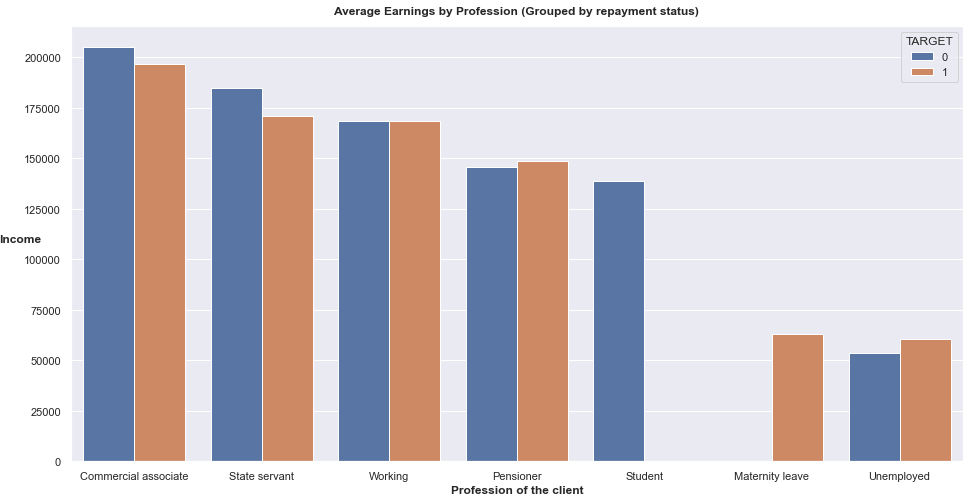 Average Earnings by Profession (Grouped by repayment status)
TARGET
0
1
200000
175000
150000
125000
100000
75000
50000
25000
0
Income
Commercial associate
State servant
Working
Pensioner
Student
Maternity leave
Unemployed
Profession of the client